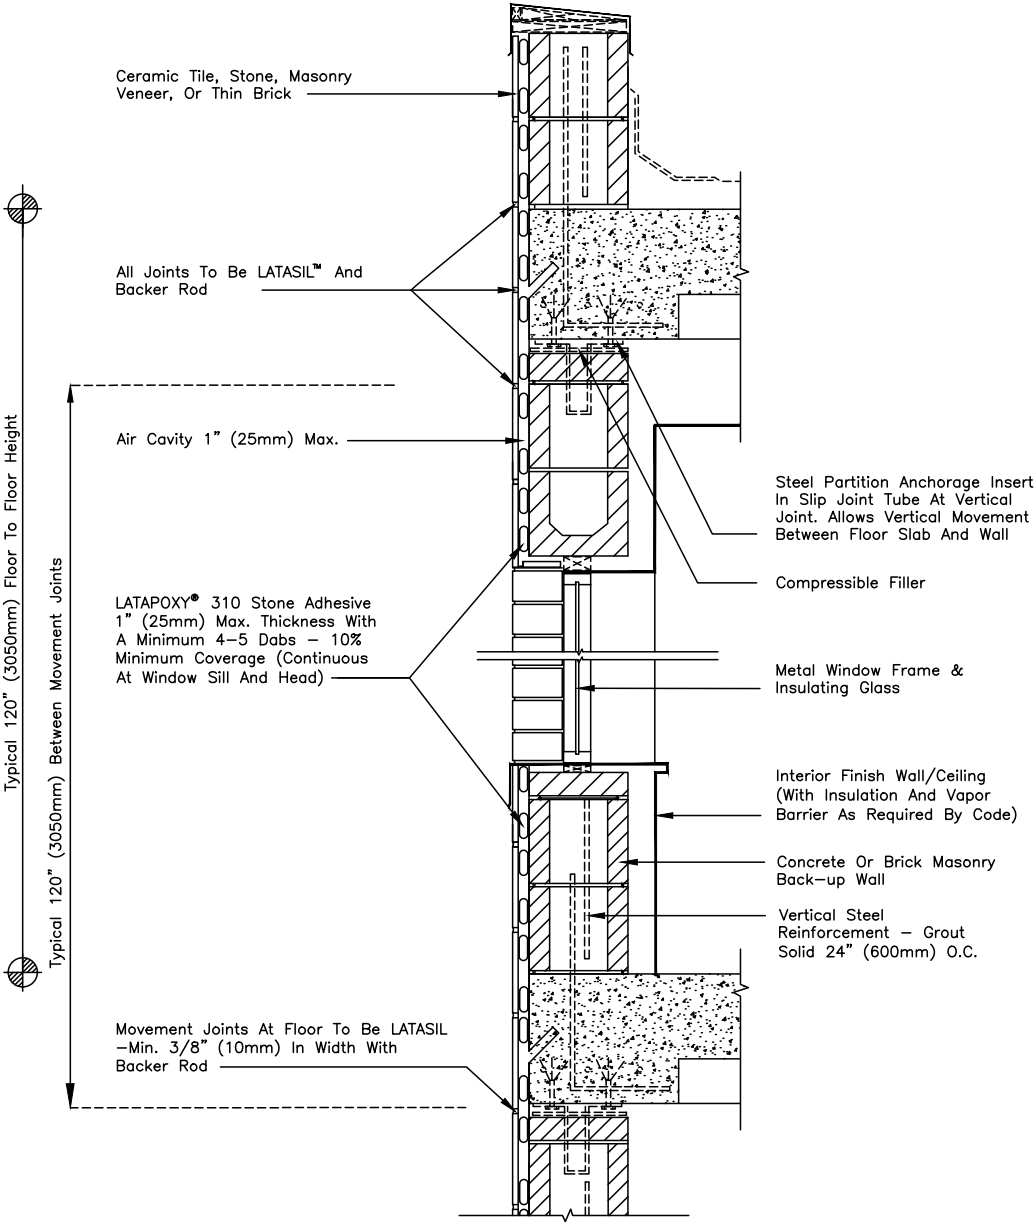 Ceramic Tile, Stone, Masonry
Veneer, Or Thin Brick
All Joints To Be LATASIL™ And
Backer Rod
Air Cavity 1” (25mm) Max.
LATAPOXY® 310 Stone Adhesive
1” (25mm) Max. Thickness With
A Minimum 4–5 Dabs – 10%
Minimum Coverage (Continuous
At Window Sill And Head)
Movement Joints At Floor To Be LATASIL
–Min. 3/8” (10mm) In Width With
Backer Rod
Typical 120” (3050mm) Floor To Floor Height
Typical 120” (3050mm) Between Movement Joints
Steel Partition Anchorage Insert
In Slip Joint Tube At Vertical
Joint. Allows Vertical Movement
Between Floor Slab And Wall
Compressible Filler
Metal Window Frame &
Insulating Glass
Interior Finish Wall/Ceiling
(With Insulation And Vapor
Barrier As Required By Code)
Concrete Or Brick Masonry
Back–up Wall
Vertical Steel
Reinforcement – Grout
Solid 24” (600mm) O.C.